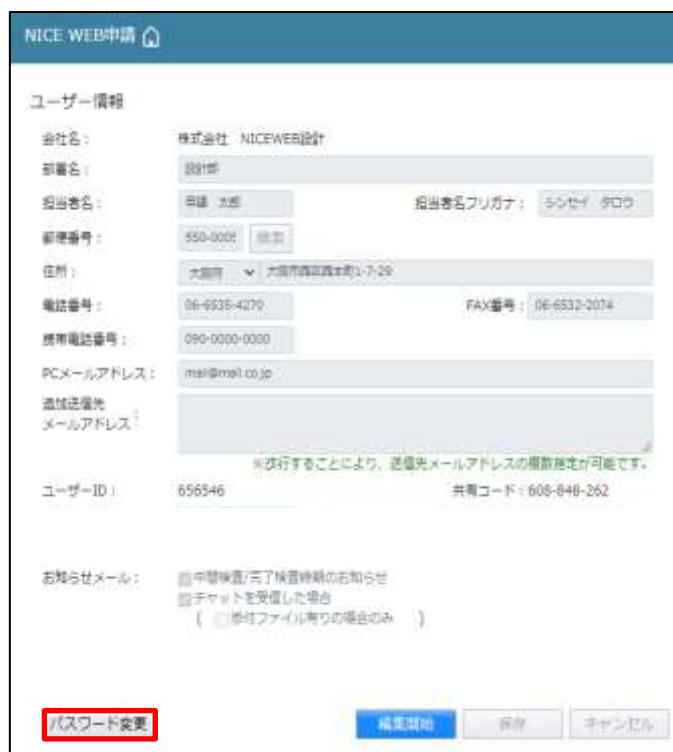 NICE WEB申請
ユーザー情報
会社名： 株式会社 NICEWEB設計
部署名： 設計部
担当者名： 申請 太郎 担当者名フリガナ： シンセイ タロウ
郵便番号： 550-0005 検索
住所： 大阪府 大阪市西区西本町1-7-29
電話番号： 06-6535-4270 FAX番号： 06-6532-2074
携帯電話番号： 090-0000-0000
PCメールアドレス： mail@mail.co.jp
追加送信先
メールアドレス：
※改行することにより、送信先メールアドレスの複数指定が可能です。
ユーザーID： 656546 共有コード：608-848-262
お知らせメール： 中間検査/完了検査時期のお知らせ
チャットを受信した場合
( 添付ファイル有りの場合のみ )
パスワード変更 編集開始 保存 キャンセル